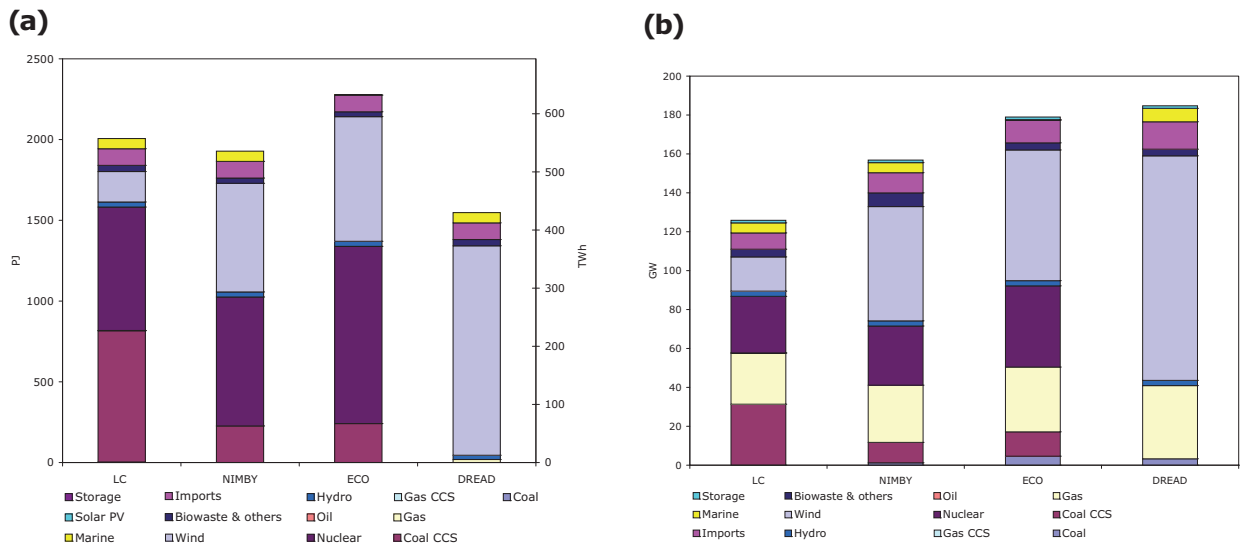 (a)
2500
2000
1500
1000
500
0
PJ
600
500
400
300
200
100
0
TWh
LC NIMBY ECO DREAD
Storage Imports Hydro Gas CCS Coal
Solar PV Biowaste & others Oil Gas
Marine Wind Nuclear Coal CCS
(b)
200
180
160
140
120
100
80
60
40
20
0
GW
LC NIMBY ECO DREAD
Storage Biowaste & others Oil Gas
Marine Wind Nuclear Coal CCS
Imports Hydro Gas CCS Coal